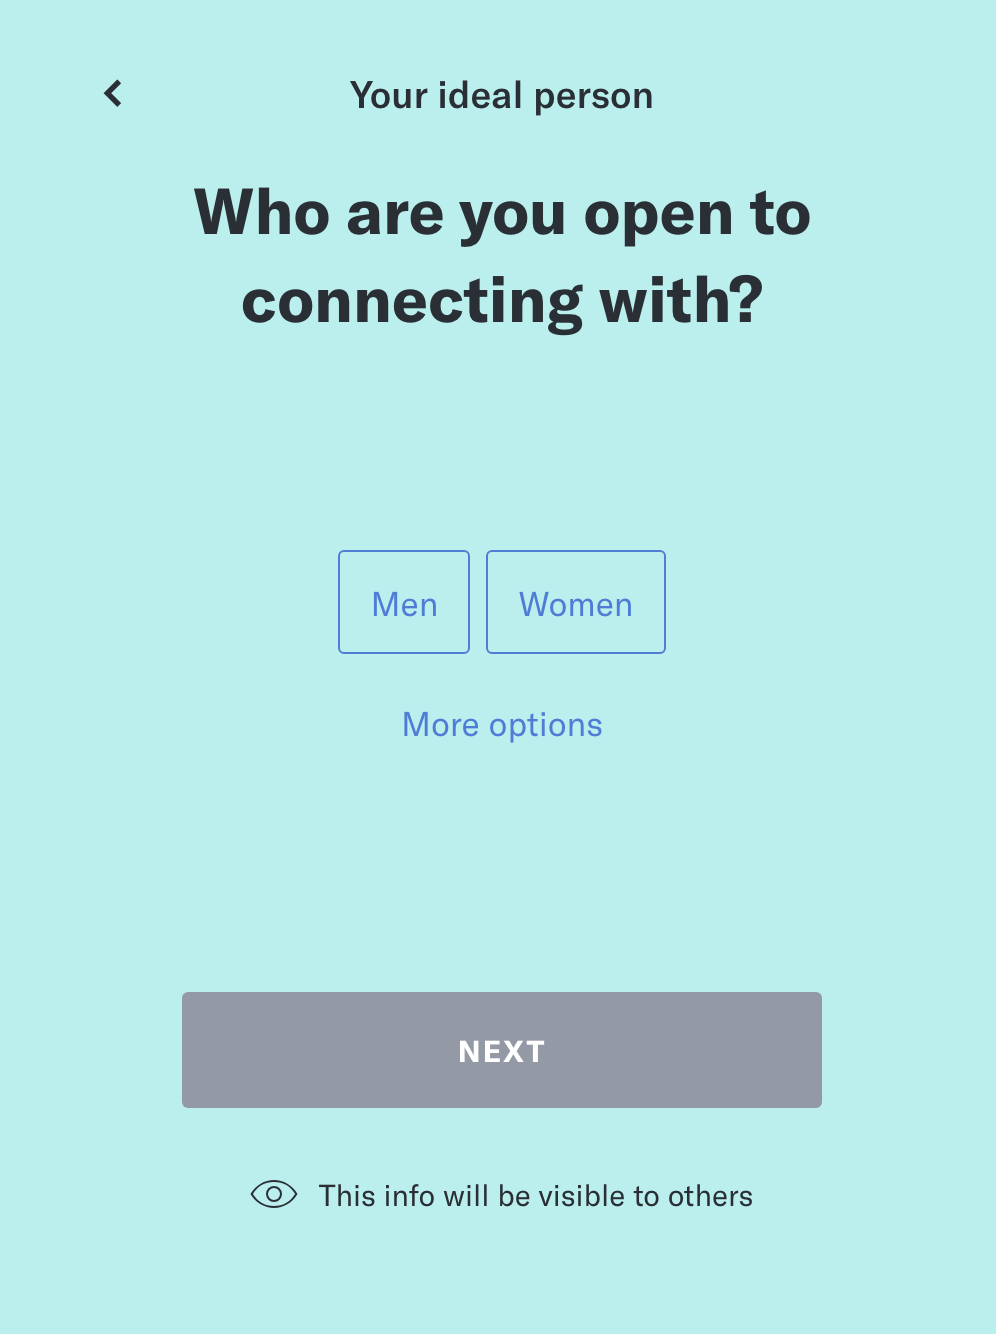 Your ideal person
Who are you open to
connecting with?
Men Women
More options
NEXT
This info will be visible to others